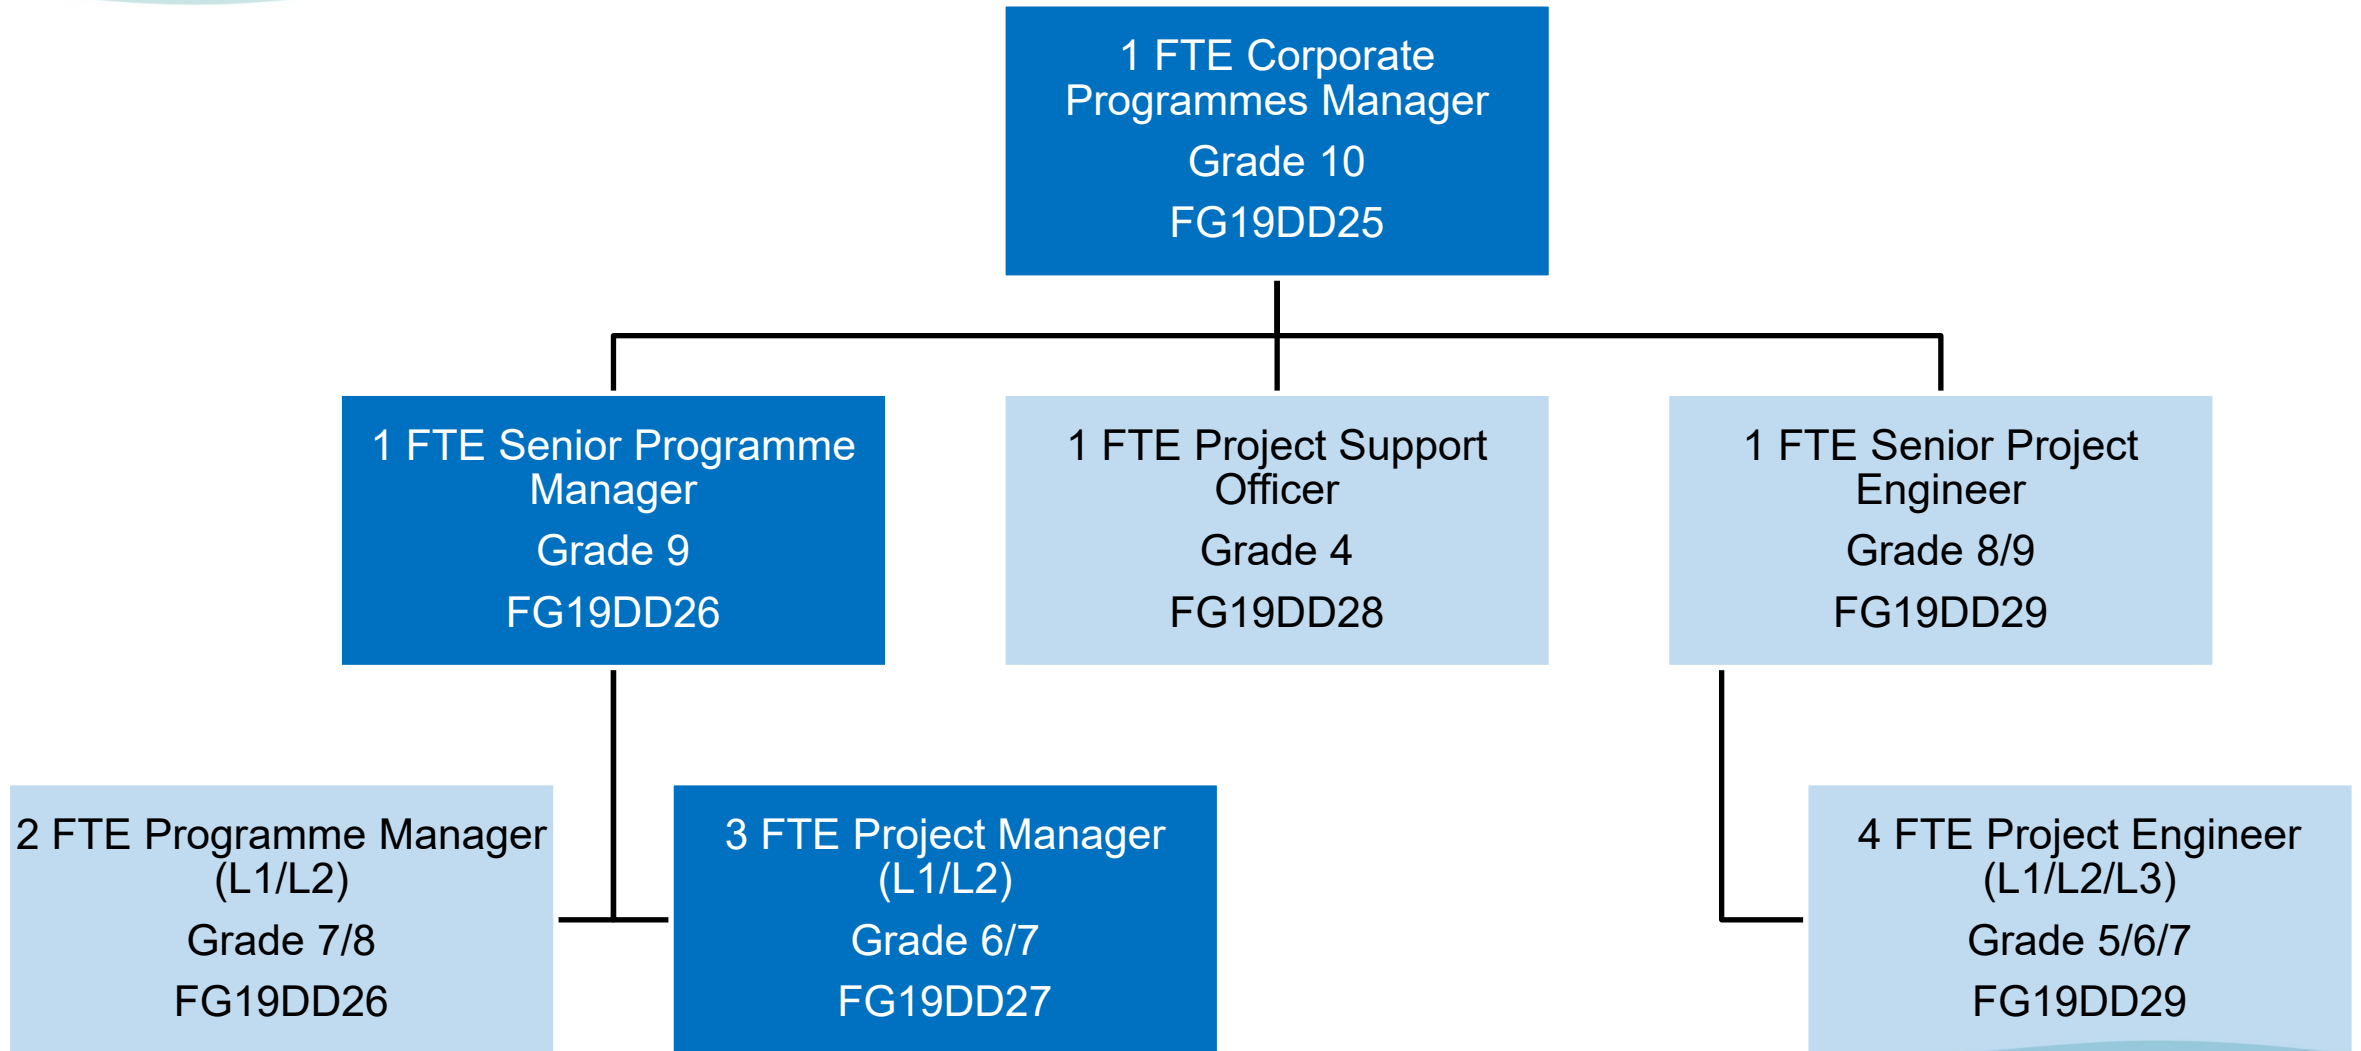 1 FTE Corporate
Programmes Manager
Grade 10
FG19DD25
1 FTE Senior Programme
Manager
Grade 9
FG19DD26
1 FTE Project Support
Officer
Grade 4
FG19DD28
1 FTE Senior Project
Engineer
Grade 8/9
FG19DD29
2 FTE Programme Manager
(L1/L2)
Grade 7/8
FG19DD26
3 FTE Project Manager
(L1/L2)
Grade 6/7
FG19DD27
4 FTE Project Engineer
(L1/L2/L3)
Grade 5/6/7
FG19DD29